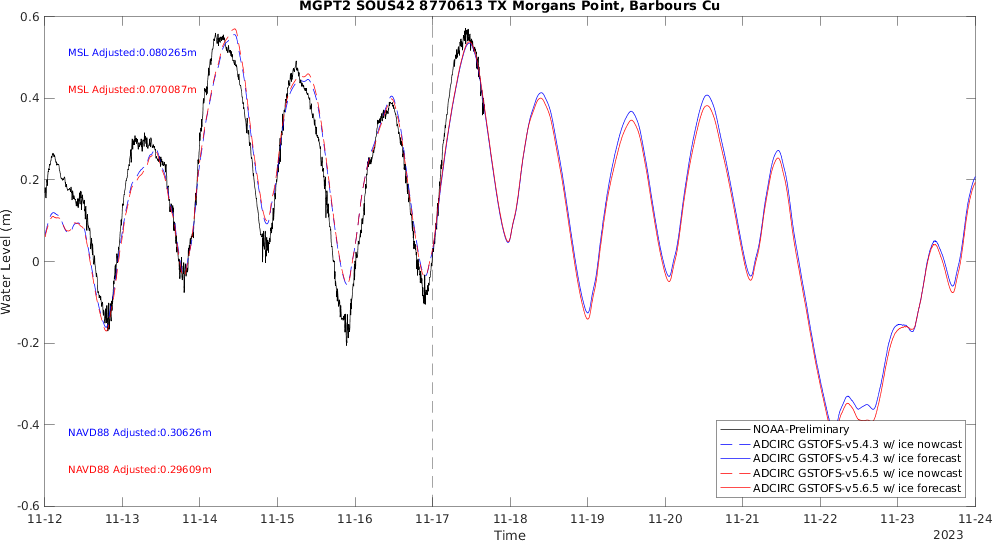 MGPT2 SOUS42 8770613 TX Morgans Point, Barbours Cu
0.6
0.4
0.2
0
-0.2
-0.4
-0.6
Water Level (m)
MSL Adjusted:0.080265m
MSL Adjusted:0.070087m
NAVD88 Adjusted:0.30626m
NAVD88 Adjusted:0.29609m
NOAA-Preliminary
ADCIRC GSTOFS-v5.4.3 w/ ice nowcast
ADCIRC GSTOFS-v5.4.3 w/ ice forecast
ADCIRC GSTOFS-v5.6.5 w/ ice nowcast
ADCIRC GSTOFS-v5.6.5 w/ ice forecast
11-12 11-13 11-14 11-15 11-16 11-17 11-18 11-19 11-20 11-21 11-22 11-23 11-24
Time
2023